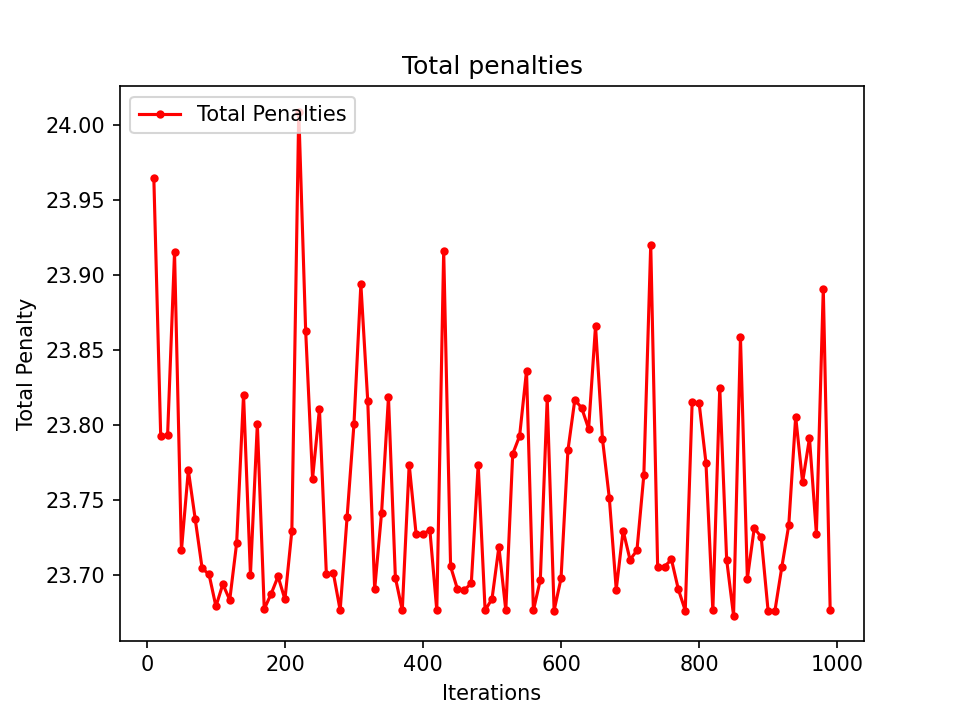 Total penalties
Total Penalties
24.00
23.95
23.90
23.85
23.80
23.75
23.70
Total Penalty
0 200 400 600 800 1000
Iterations